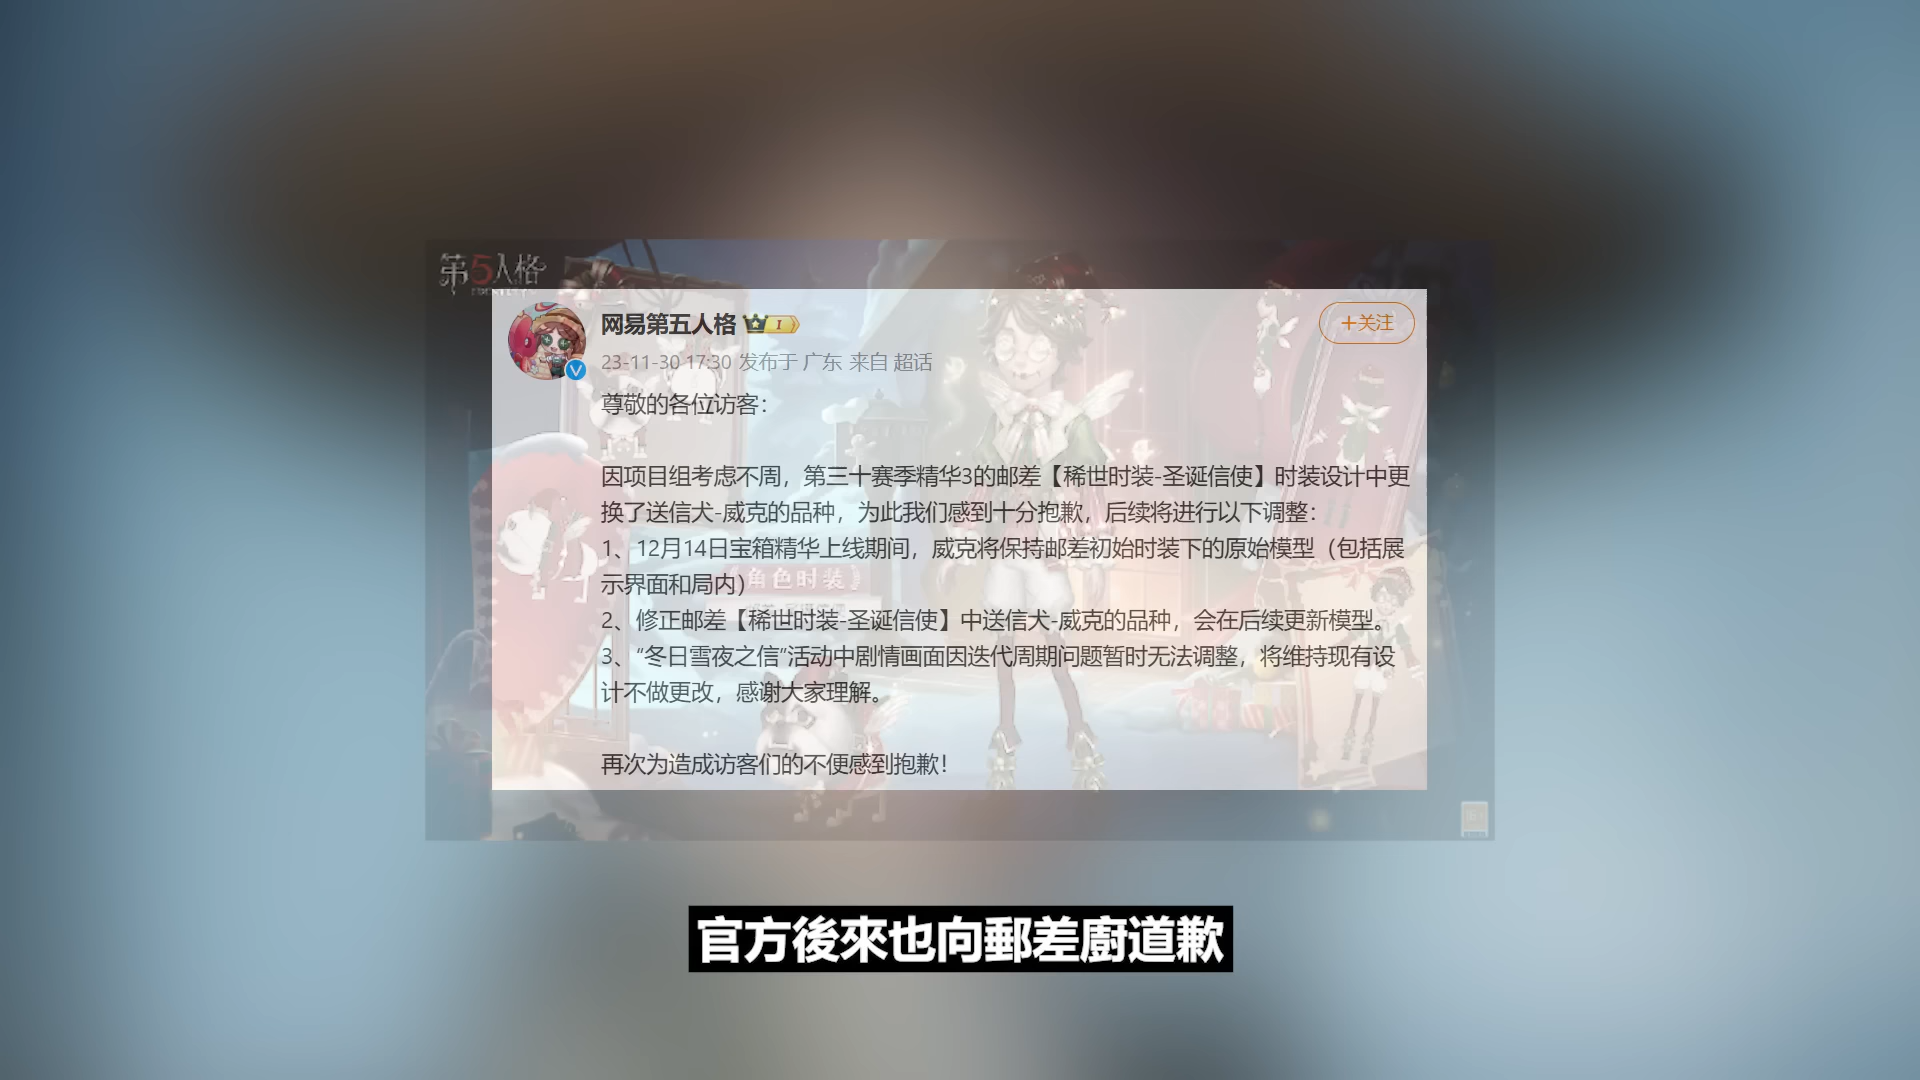 第5人格
网易第五人格
I
23-11-30 17:30 发布于 广东 来自 超话
+关注
尊敬的各位访客：
因项目组考虑不周，第三十赛季精华3的邮差【稀世时装-圣诞信使】时装设计中更
换了送信犬-威克的品种，为此我们感到十分抱歉，后续将进行以下调整：
1、12月14日宝箱精华上线期间，威克将保持邮差初始时装下的原始模型（包括展
示界面和局内）
角色时装
2、修正邮差【稀世时装-圣诞信使】中送信犬-威克的品种，会在后续更新模型。
3、“冬日雪夜之信”活动中剧情画面因迭代周期问题暂时无法调整，将维持现有设
计不做更改，感谢大家理解。
再次为造成访客们的不便感到抱歉！
官方後來也向郵差廚道歉